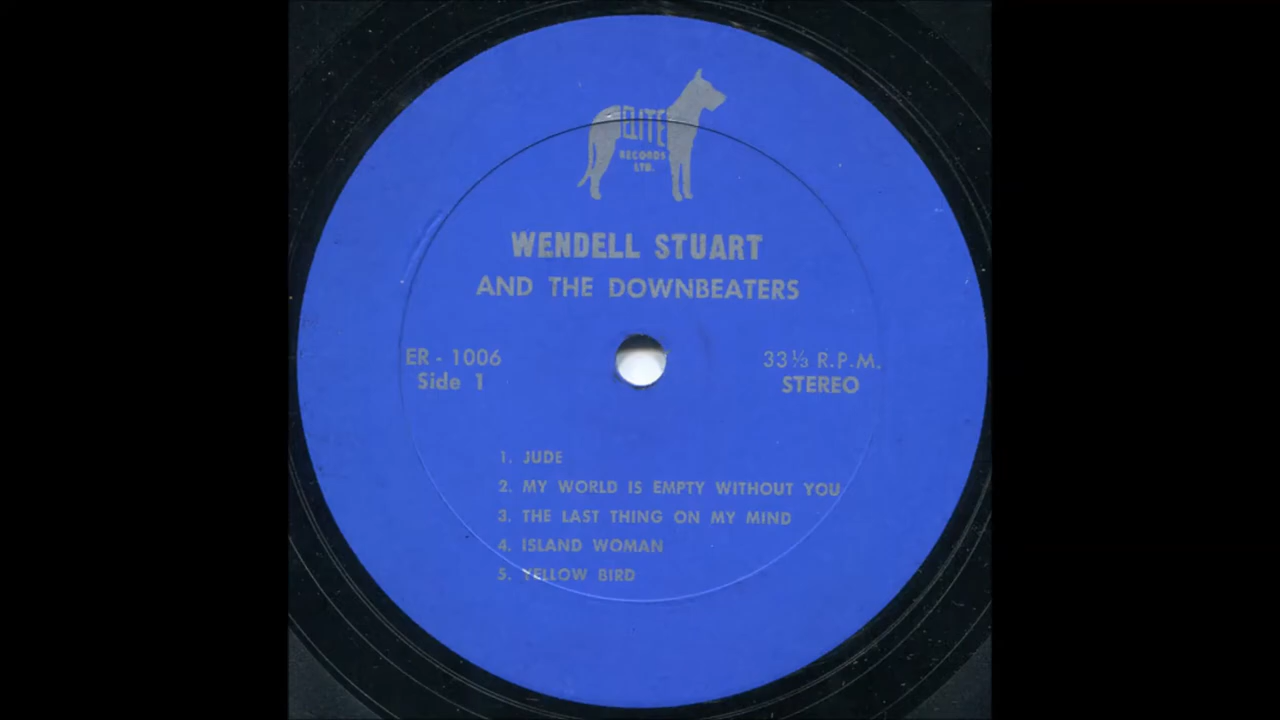 ELITE
RECORDS
LTD.
WENDELL STUART
AND THE DOWNBEATERS
ER - 1006
Side 1
33⅓ R.P.M.
STEREO
1. JUDE
2. MY WORLD IS EMPTY WITHOUT YOU
3. THE LAST THING ON MY MIND
4. ISLAND WOMAN
5. YELLOW BIRD